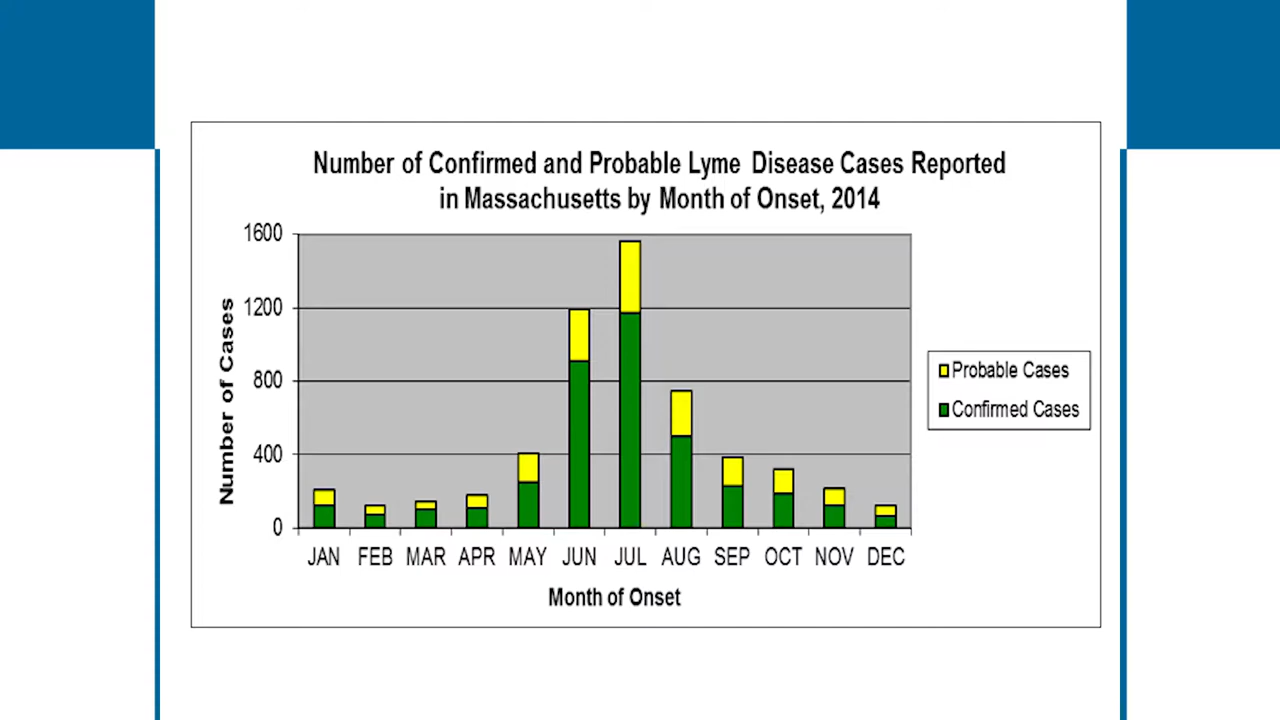 Number of Confirmed and Probable Lyme Disease Cases Reported
in Massachusetts by Month of Onset, 2014
1600
1200
800
400
0
Number of Cases
JAN FEB MAR APR MAY JUN JUL AUG SEP OCT NOV DEC
Month of Onset
Probable Cases
Confirmed Cases